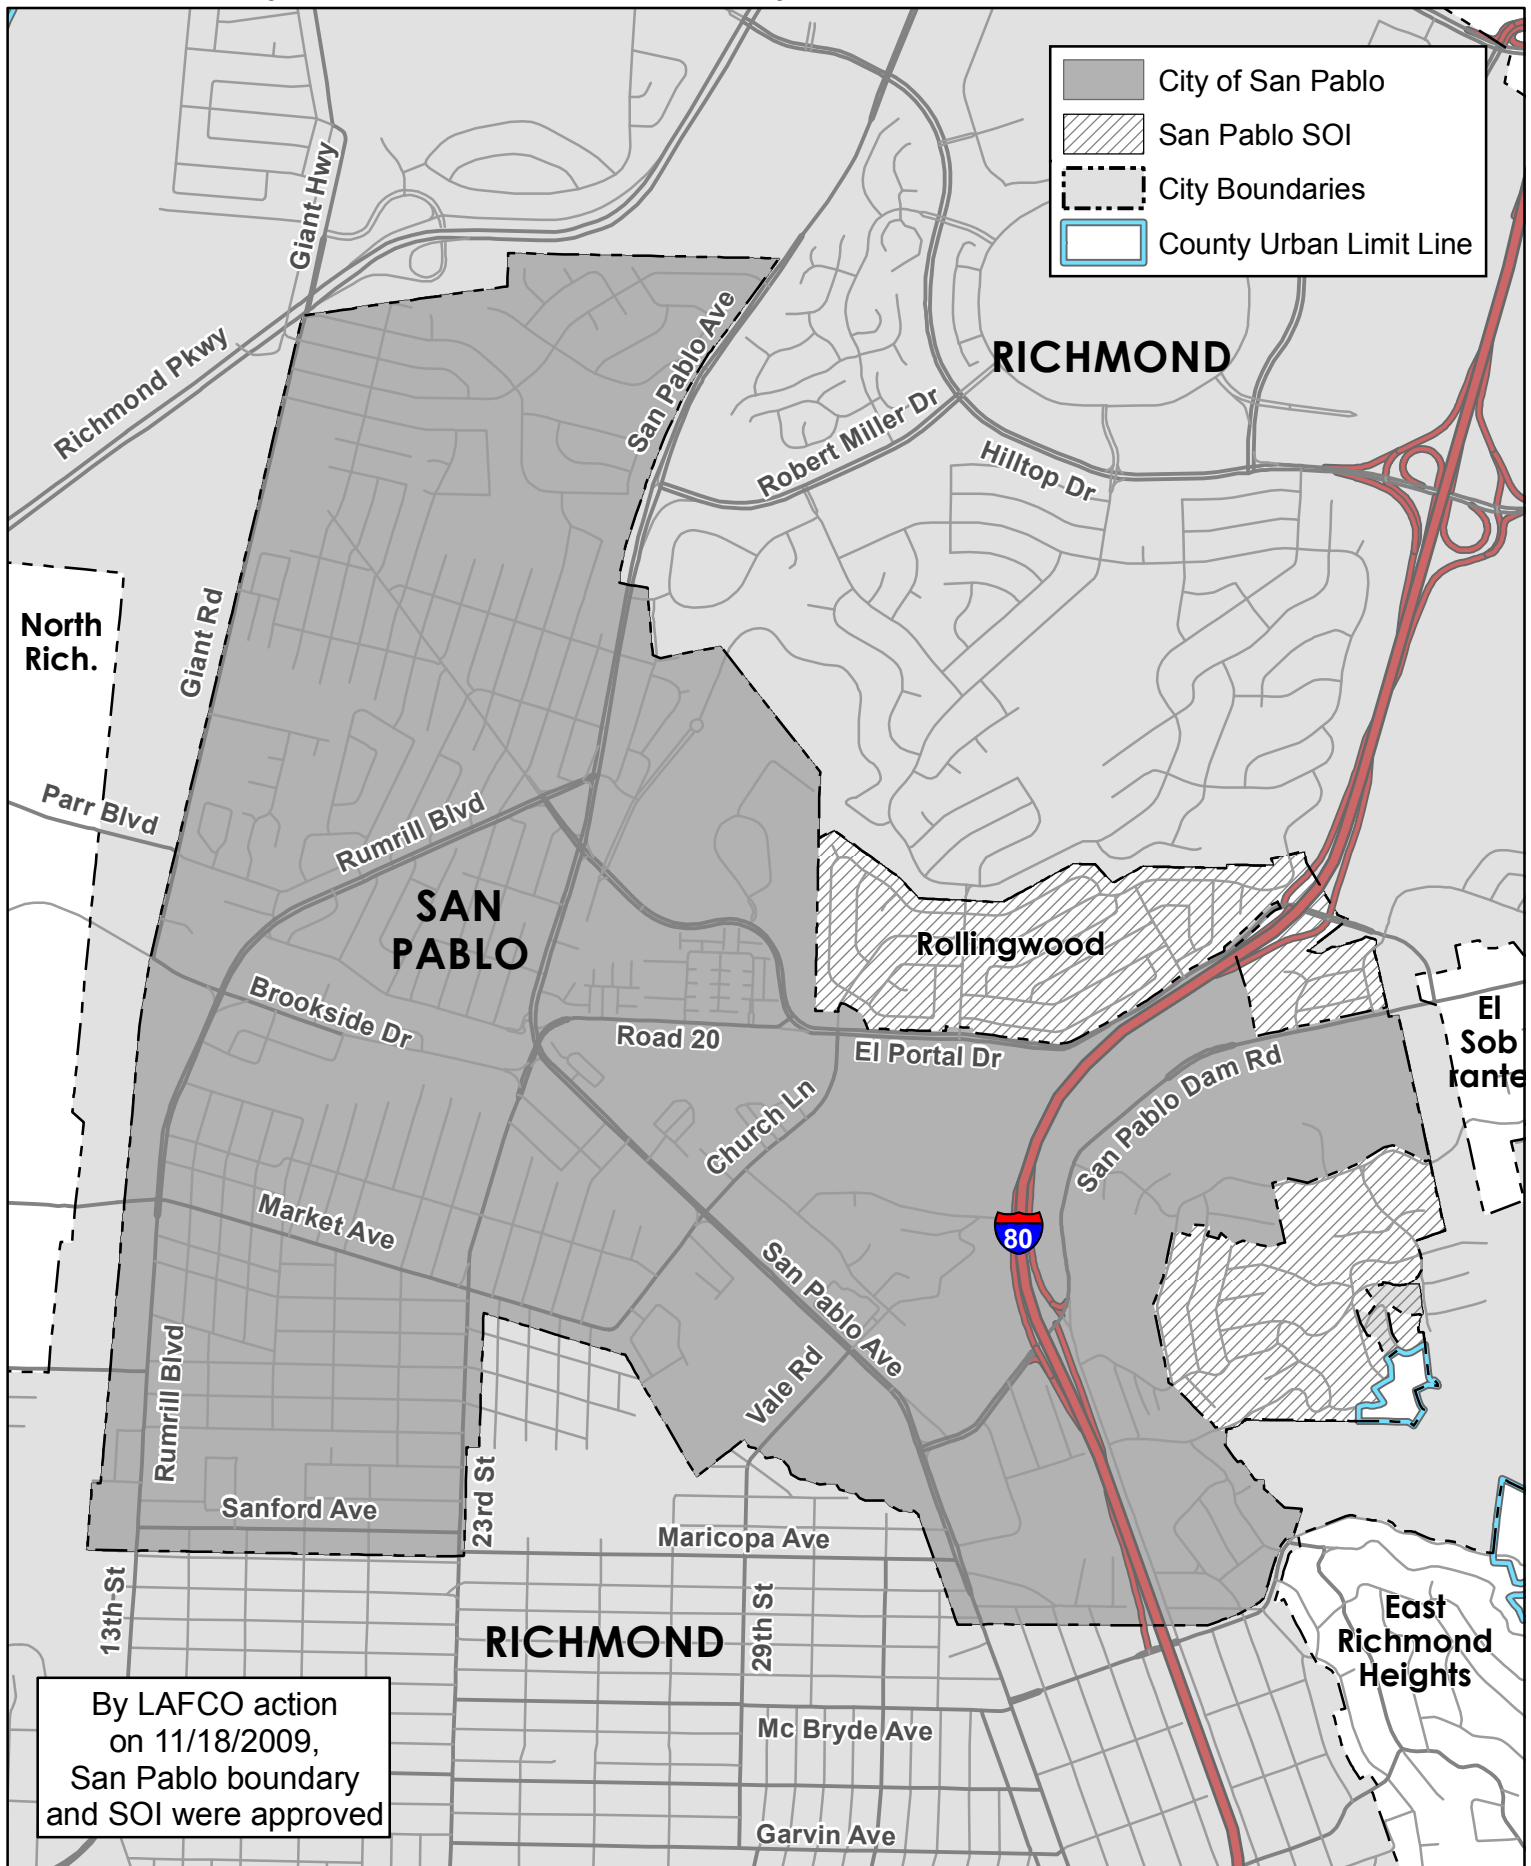 City of San Pablo
San Pablo SOI
City Boundaries
County Urban Limit Line
Giant Hwy
Richmond Pkwy
San Pablo Ave
RICHMOND
Robert Miller Dr
Hilltop Dr
North
Rich.
Giant Rd
Parr Blvd
Rumrill Blvd
SAN
PABLO
Rollingwood
Brookside Dr
Road 20
El Portal Dr
El
Sob
rante
San Pablo Dam Rd
Church Ln
Market Ave
80
San Pablo Ave
Vale Rd
Rumrill Blvd
23rd St
Sanford Ave
Maricopa Ave
13th St
29th St
RICHMOND
East
Richmond
Heights
Mc Bryde Ave
Garvin Ave
By LAFCO action
on 11/18/2009,
San Pablo boundary
and SOI were approved